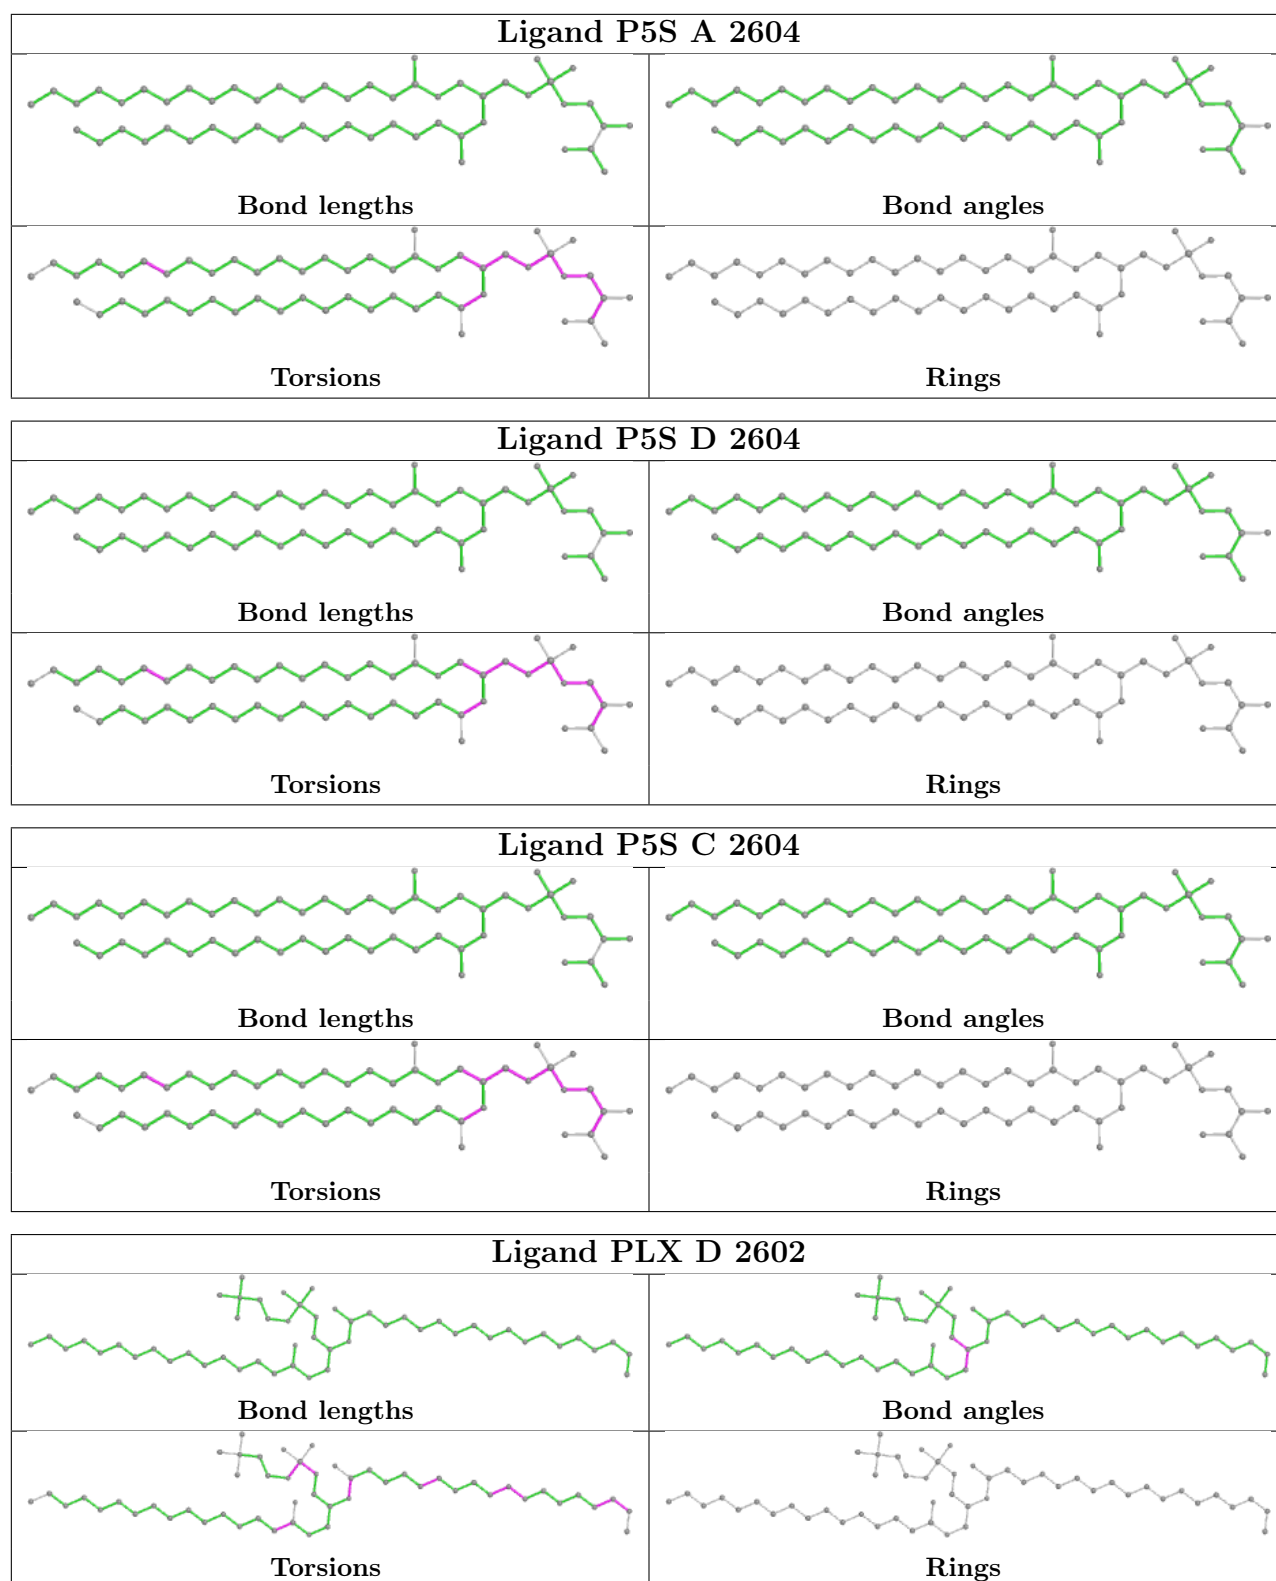 Ligand P5S A 2604
Bond lengths
Bond angles
Torsions
Rings
Ligand P5S D 2604
Bond lengths
Bond angles
Torsions
Rings
Ligand P5S C 2604
Bond lengths
Bond angles
Torsions
Rings
Ligand PLX D 2602
Bond lengths
Bond angles
Torsions
Rings